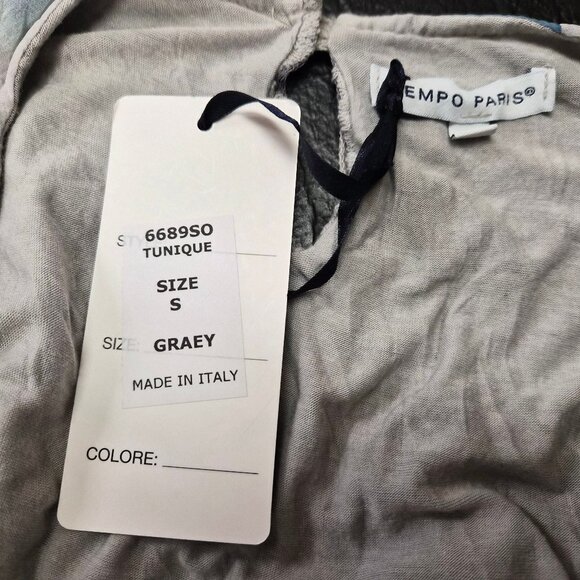 EMPO PARIS®
6689SO
TUNIQUE
SIZE
S
SIZE: GRAEY
MADE IN ITALY
COLORE: